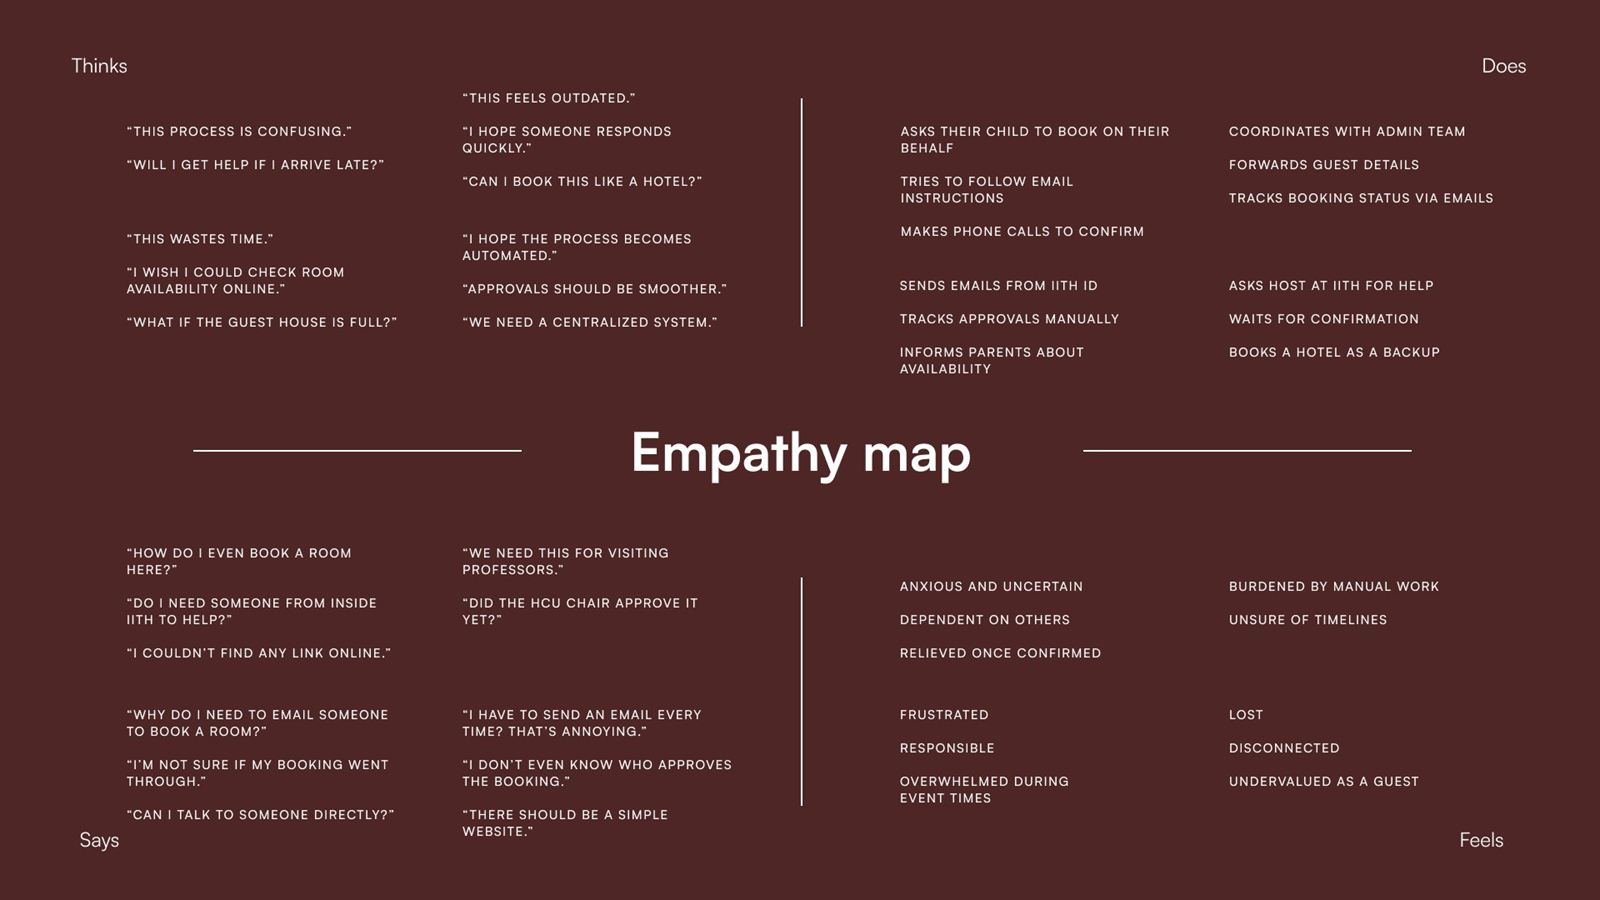 Thinks
“THIS PROCESS IS CONFUSING.”
“WILL I GET HELP IF I ARRIVE LATE?”
“THIS FEELS OUTDATED.”
“I HOPE SOMEONE RESPONDS
QUICKLY.”
“CAN I BOOK THIS LIKE A HOTEL?”
“THIS WASTES TIME.”
“I WISH I COULD CHECK ROOM
AVAILABILITY ONLINE.”
“WHAT IF THE GUEST HOUSE IS FULL?”
“I HOPE THE PROCESS BECOMES
AUTOMATED.”
“APPROVALS SHOULD BE SMOOTHER.”
“WE NEED A CENTRALIZED SYSTEM.”
Does
ASKS THEIR CHILD TO BOOK ON THEIR
BEHALF
TRIES TO FOLLOW EMAIL
INSTRUCTIONS
MAKES PHONE CALLS TO CONFIRM
COORDINATES WITH ADMIN TEAM
FORWARDS GUEST DETAILS
TRACKS BOOKING STATUS VIA EMAILS
SENDS EMAILS FROM IITH ID
TRACKS APPROVALS MANUALLY
INFORMS PARENTS ABOUT
AVAILABILITY
ASKS HOST AT IITH FOR HELP
WAITS FOR CONFIRMATION
BOOKS A HOTEL AS A BACKUP
Empathy map
“HOW DO I EVEN BOOK A ROOM
HERE?”
“DO I NEED SOMEONE FROM INSIDE
IITH TO HELP?”
“I COULDN’T FIND ANY LINK ONLINE.”
“WE NEED THIS FOR VISITING
PROFESSORS.”
“DID THE HCU CHAIR APPROVE IT
YET?”
“WHY DO I NEED TO EMAIL SOMEONE
TO BOOK A ROOM?”
“I’M NOT SURE IF MY BOOKING WENT
THROUGH.”
“CAN I TALK TO SOMEONE DIRECTLY?”
“I HAVE TO SEND AN EMAIL EVERY
TIME? THAT’S ANNOYING.”
“I DON’T EVEN KNOW WHO APPROVES
THE BOOKING.”
“THERE SHOULD BE A SIMPLE
WEBSITE.”
Says
ANXIOUS AND UNCERTAIN
DEPENDENT ON OTHERS
RELIEVED ONCE CONFIRMED
BURDENED BY MANUAL WORK
UNSURE OF TIMELINES
FRUSTRATED
RESPONSIBLE
OVERWHELMED DURING
EVENT TIMES
LOST
DISCONNECTED
UNDERVALUED AS A GUEST
Feels